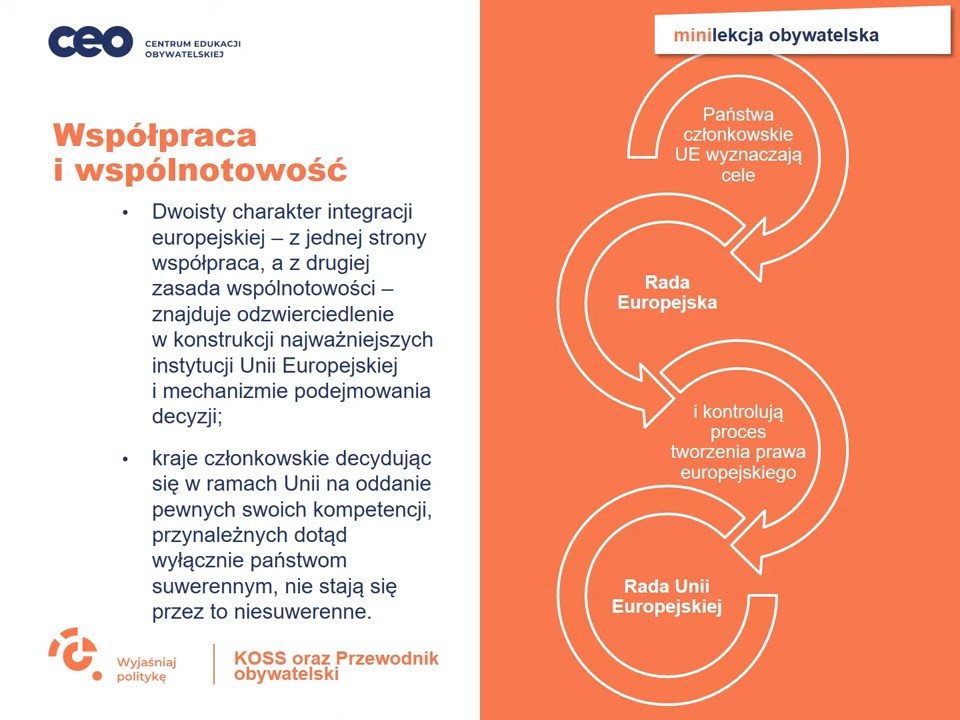 ceo
CENTRUM EDUKACJI
OBYWATELSKIEJ
Współpraca
i wspólnotowość
• Dwoisty charakter integracji
europejskiej – z jednej strony
współpraca, a z drugiej
zasada wspólnotowości –
znajduje odzwierciedlenie
w konstrukcji najważniejszych
instytucji Unii Europejskiej
i mechanizmie podejmowania
decyzji;
• kraje członkowskie decydując
się w ramach Unii na oddanie
pewnych swoich kompetencji,
przynależnych dotąd
wyłącznie państwom
suwerennym, nie stają się
przez to niesuwerenne.
Wyjaśniaj
politykę
KOSS oraz Przewodnik
obywatelski
minilekcja obywatelska
Państwa
członkowskie
UE wyznaczają
cele
Rada
Europejska
i kontrolują
proces
tworzenia prawa
europejskiego
Rada Unii
Europejskiej